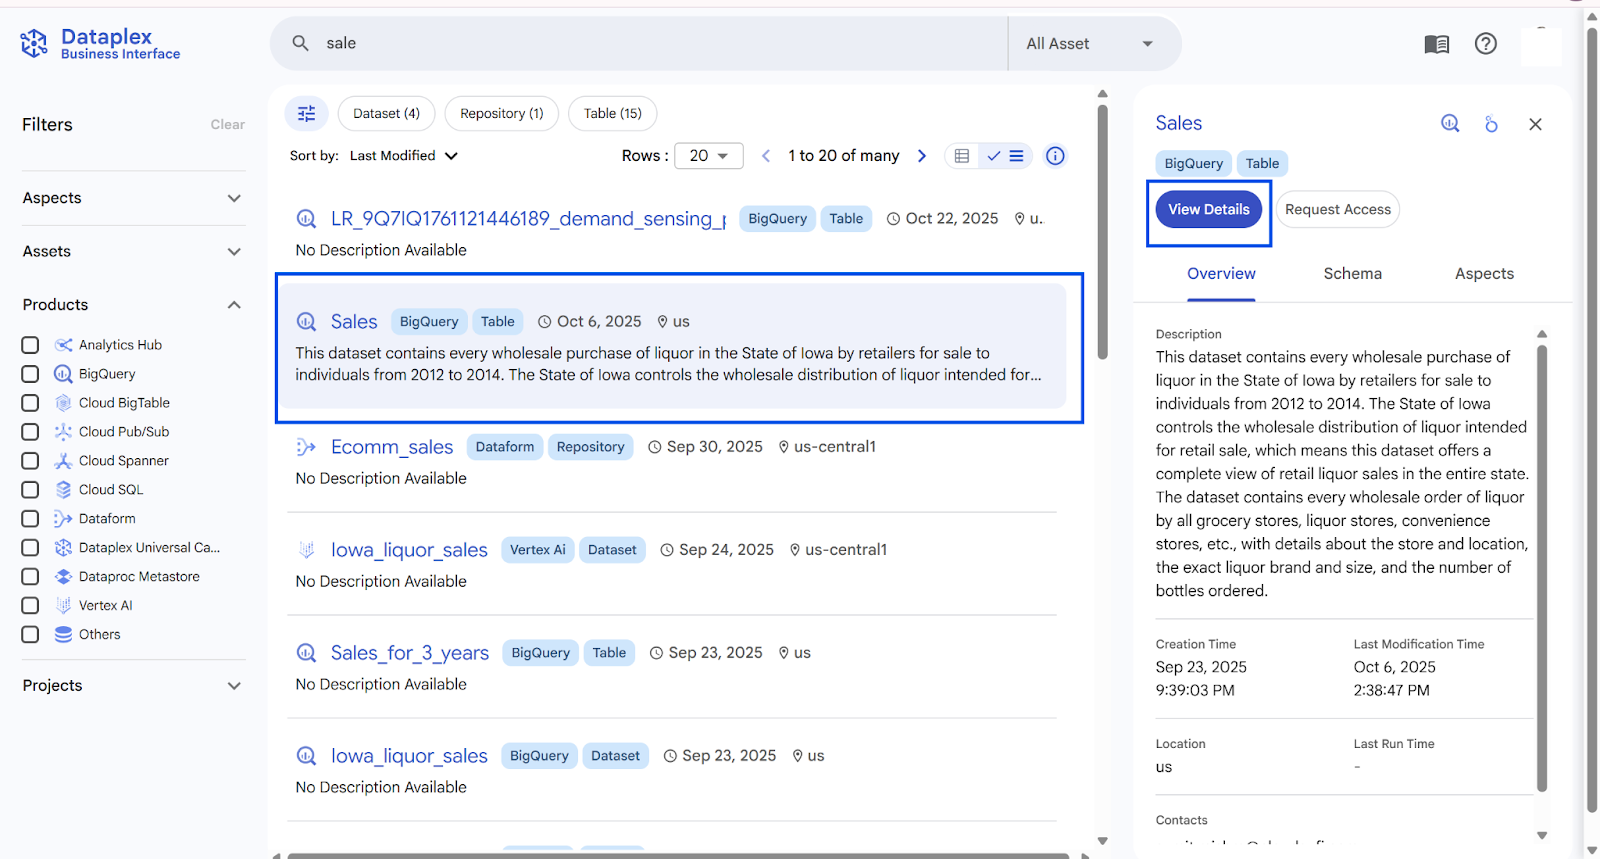 Dataplex
Business Interface
sale
All Asset
Filters
Clear
Aspects
Assets
Products
Analytics Hub
BigQuery
Cloud BigTable
Cloud Pub/Sub
Cloud Spanner
Cloud SQL
Dataform
Dataplex Universal Ca...
Dataproc Metastore
Vertex AI
Others
Projects
Dataset (4)
Repository (1)
Table (15)
Sort by: Last Modified
Rows : 20
1 to 20 of many
LR_9Q7IQ1761121446189_demand_sensing_ BigQuery Table Oct 22, 2025 u..
No Description Available
Sales BigQuery Table Oct 6, 2025 us
This dataset contains every wholesale purchase of liquor in the State of Iowa by retailers for sale to
individuals from 2012 to 2014. The State of Iowa controls the wholesale distribution of liquor intended for...
Ecomm_sales Dataform Repository Sep 30, 2025 us-central1
No Description Available
Iowa_liquor_sales Vertex Ai Dataset Sep 24, 2025 us-central1
No Description Available
Sales_for_3_years BigQuery Table Sep 23, 2025 us
No Description Available
Iowa_liquor_sales BigQuery Dataset Sep 23, 2025 us
No Description Available
Sales
BigQuery Table
View Details Request Access
Overview Schema Aspects
Description
This dataset contains every wholesale purchase of
liquor in the State of Iowa by retailers for sale to
individuals from 2012 to 2014. The State of Iowa
controls the wholesale distribution of liquor intended
for retail sale, which means this dataset offers a
complete view of retail liquor sales in the entire state.
The dataset contains every wholesale order of liquor
by all grocery stores, liquor stores, convenience
stores, etc., with details about the store and location,
the exact liquor brand and size, and the number of
bottles ordered.
Creation Time Last Modification Time
Sep 23, 2025 Oct 6, 2025
9:39:03 PM 2:38:47 PM
Location Last Run Time
us -
Contacts